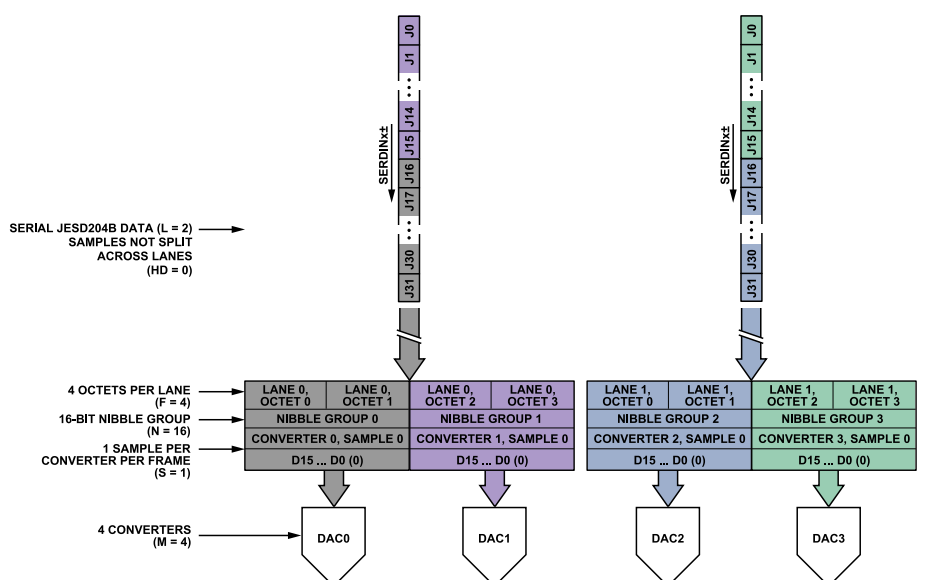 J0
J1
J14
J15
J16
J17
J30
J31
SERDINx±
J0
J1
J14
J15
J16
J17
J30
J31
SERDINx±
SERIAL JESD204B DATA (L = 2)
SAMPLES NOT SPLIT
ACROSS LANES
(HD = 0)
4 OCTETS PER LANE
(F = 4)
LANE 0,
OCTET 0
LANE 0,
OCTET 1
LANE 0,
OCTET 2
LANE 0,
OCTET 3
LANE 1,
OCTET 0
LANE 1,
OCTET 1
LANE 1,
OCTET 2
LANE 1,
OCTET 3
16-BIT NIBBLE GROUP
(N = 16)
NIBBLE GROUP 0
NIBBLE GROUP 1
NIBBLE GROUP 2
NIBBLE GROUP 3
1 SAMPLE PER
CONVERTER PER FRAME
(S = 1)
CONVERTER 0, SAMPLE 0
CONVERTER 1, SAMPLE 0
CONVERTER 2, SAMPLE 0
CONVERTER 3, SAMPLE 0
D15 ... D0 (0)
D15 ... D0 (0)
D15 ... D0 (0)
D15 ... D0 (0)
4 CONVERTERS
(M = 4)
DAC0
DAC1
DAC2
DAC3